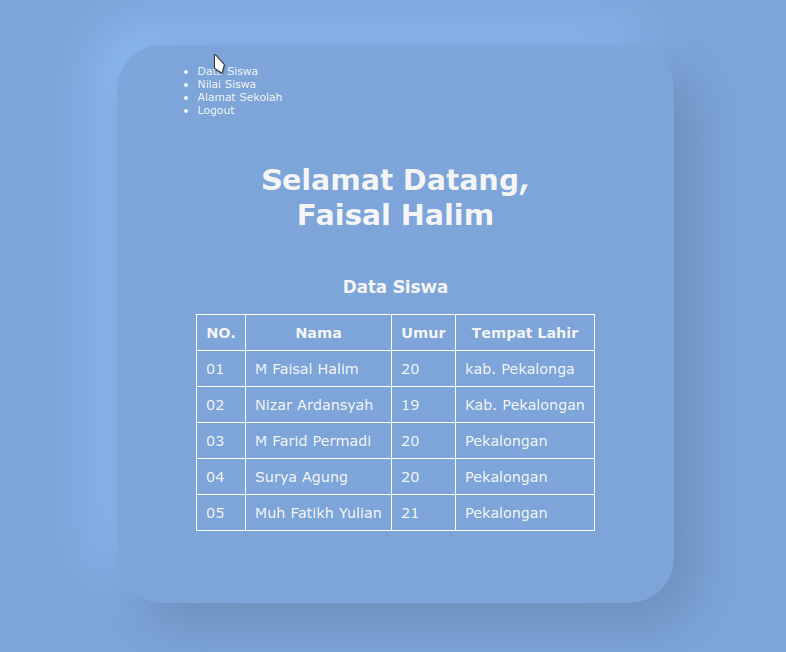 Data Siswa
Nilai Siswa
Alamat Sekolah
Logout
Selamat Datang,
Faisal Halim
Data Siswa
NO. Nama Umur Tempat Lahir
01 M Faisal Halim 20 kab. Pekalonga
02 Nizar Ardansyah 19 Kab. Pekalongan
03 M Farid Permadi 20 Pekalongan
04 Surya Agung 20 Pekalongan
05 Muh Fatikh Yulian 21 Pekalongan